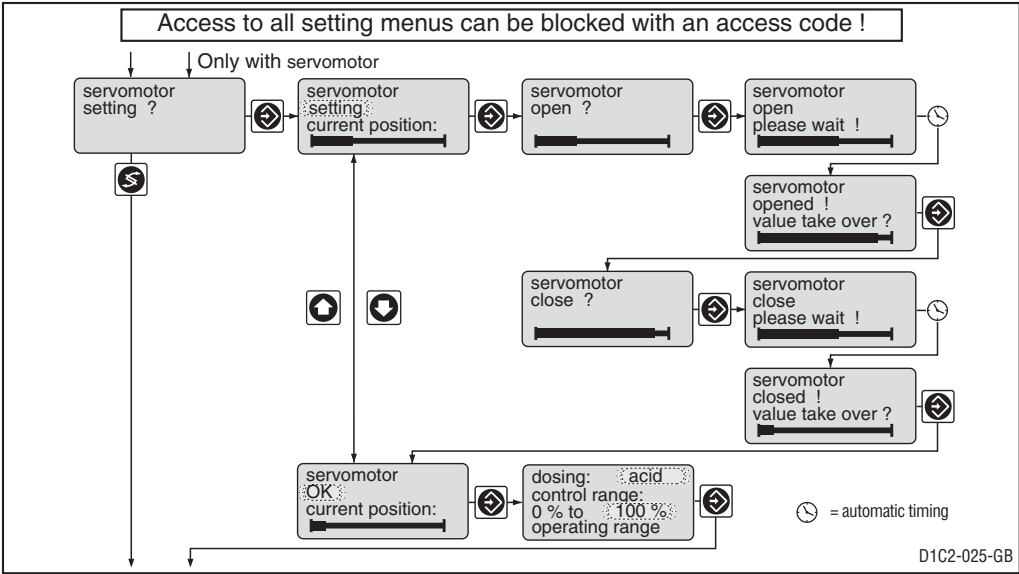 Access to all setting menus can be blocked with an access code !
Only with servomotor
servomotor
setting ?
servomotor
setting
current position:
servomotor
open ?
servomotor
open
please wait !
servomotor
opened !
value take over ?
servomotor
close ?
servomotor
close
please wait !
servomotor
closed !
value take over ?
servomotor
OK
current position:
dosing: acid
control range:
0 % to 100 %
operating range
= automatic timing
D1C2-025-GB